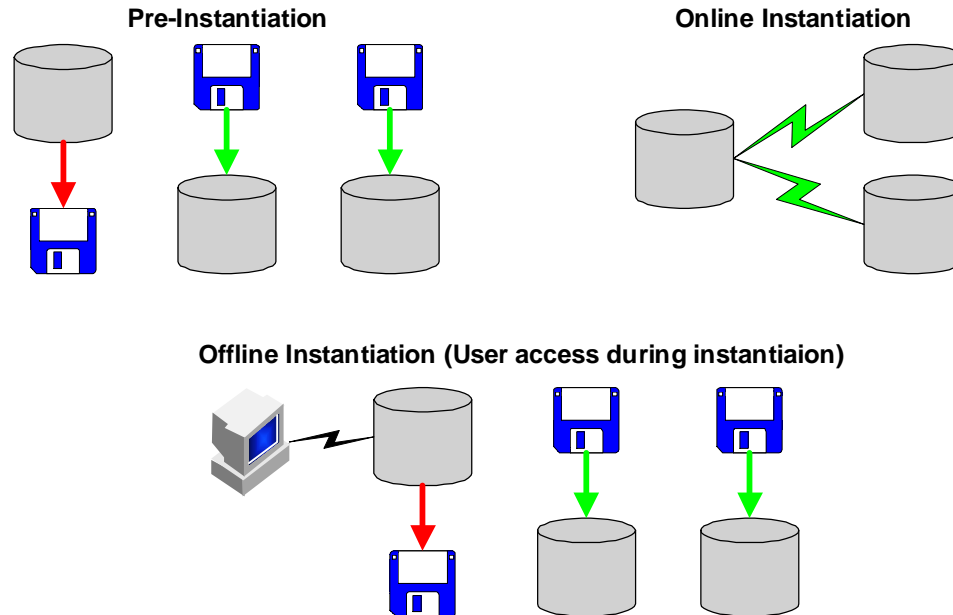 Pre-Instantiation
Online Instantiation
Offline Instantiation (User access during instantiaion)